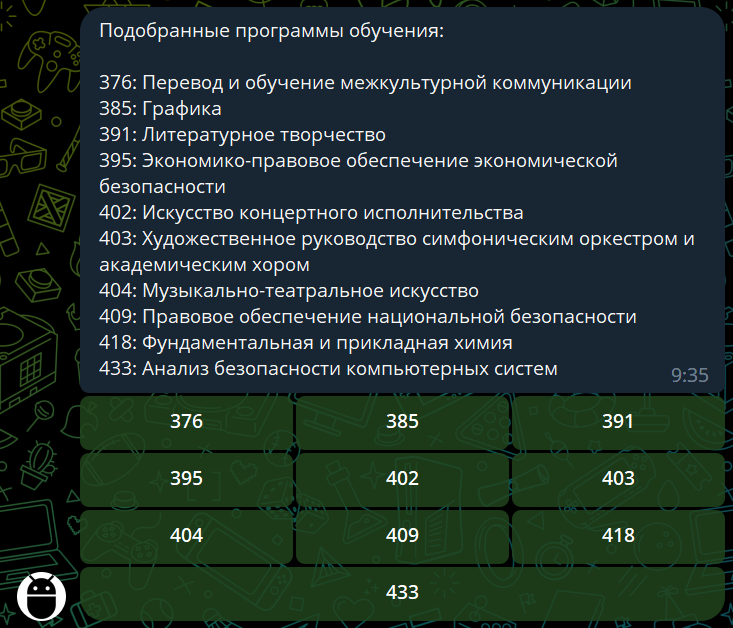 Подобранные программы обучения:
376: Перевод и обучение межкультурной коммуникации
385: Графика
391: Литературное творчество
395: Экономико-правовое обеспечение экономической
безопасности
402: Искусство концертного исполнительства
403: Художественное руководство симфоническим оркестром и
академическим хором
404: Музыкально-театральное искусство
409: Правовое обеспечение национальной безопасности
418: Фундаментальная и прикладная химия
433: Анализ безопасности компьютерных систем
9:35
376 385 391
395 402 403
404 409 418
433